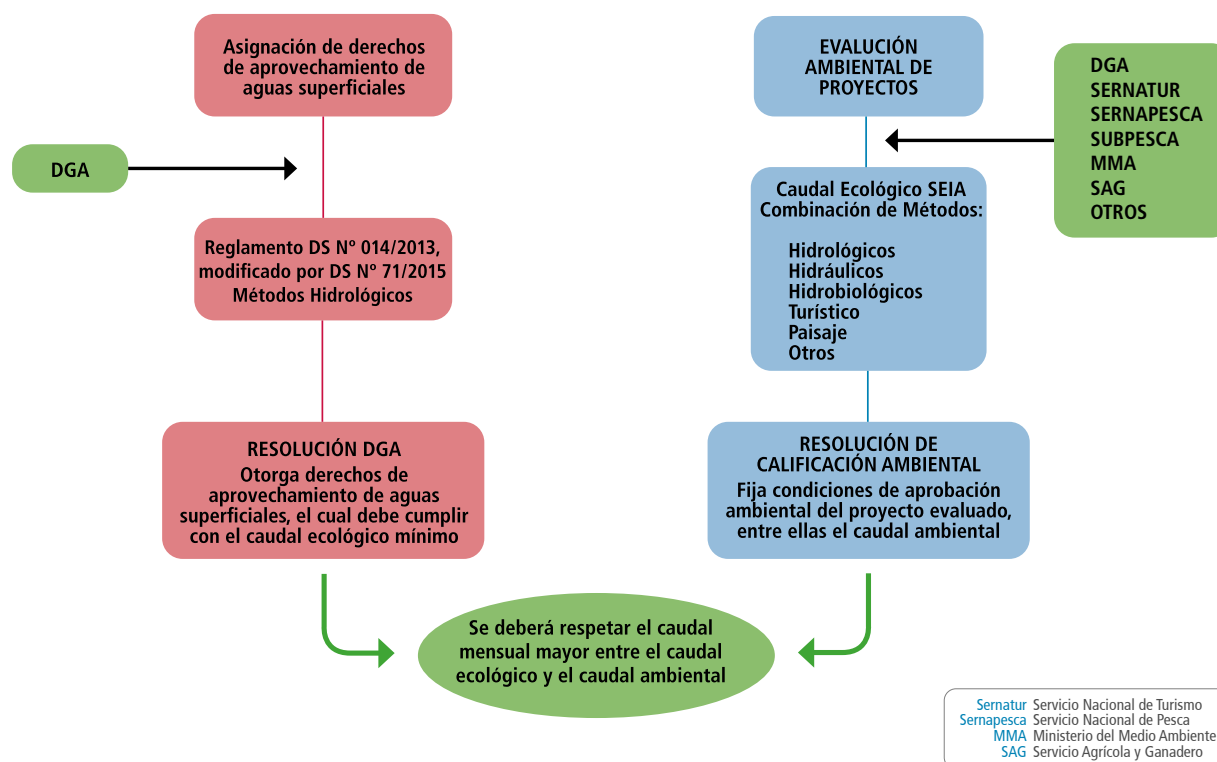 Asignación de derechos
de aprovechamiento de
aguas superficiales
DGA
Reglamento DS Nº 014/2013,
modificado por DS Nº 71/2015
Métodos Hidrológicos
RESOLUCIÓN DGA
Otorga derechos de
aprovechamiento de aguas
superficiales, el cual debe cumplir
con el caudal ecológico mínimo
EVALUCIÓN
AMBIENTAL DE
PROYECTOS
DGA
SERNATUR
SERNAPESCA
SUBPESCA
MMA
SAG
OTROS
Caudal Ecológico SEIA
Combinación de Métodos:
Hidrológicos
Hidráulicos
Hidrobiológicos
Turístico
Paisaje
Otros
RESOLUCIÓN DE
CALIFICACIÓN AMBIENTAL
Fija condiciones de aprobación
ambiental del proyecto evaluado,
entre ellas el caudal ambiental
Se deberá respetar el caudal
mensual mayor entre el caudal
ecológico y el caudal ambiental
Sernatur Servicio Nacional de Turismo
Sernapesca Servicio Nacional de Pesca
MMA Ministerio del Medio Ambiente
SAG Servicio Agrícola y Ganadero